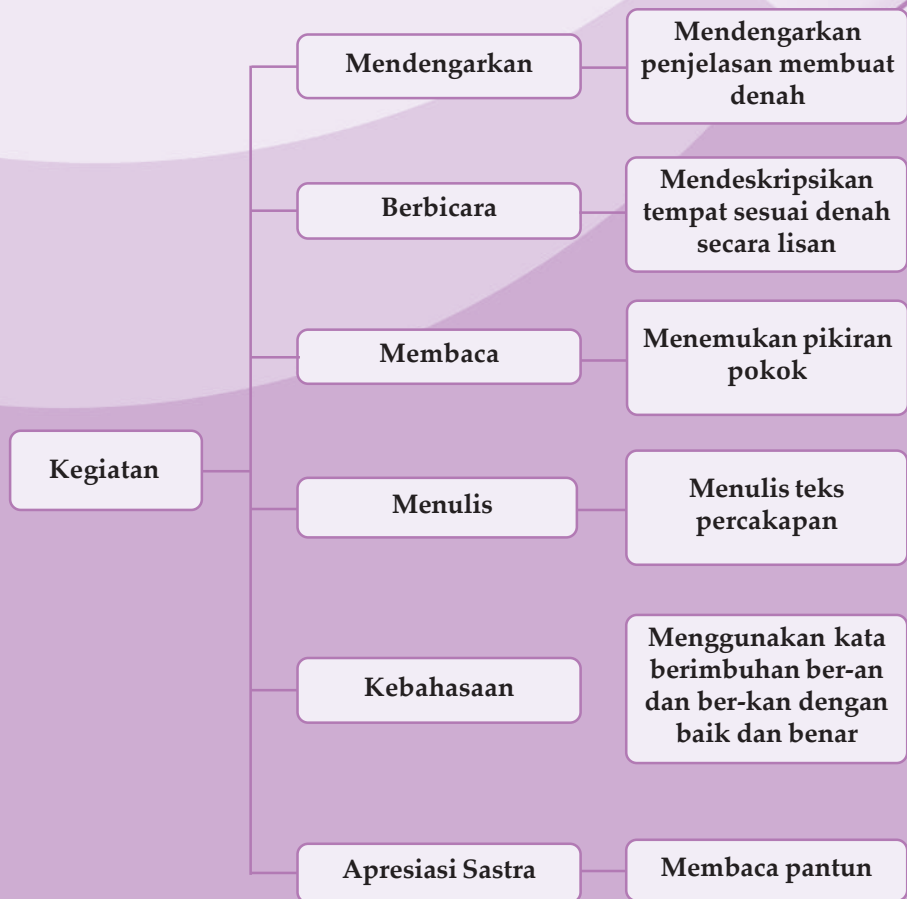 Kegiatan
Mendengarkan
Mendengarkan
penjelasan membuat
denah
Berbicara
Mendeskripsikan
tempat sesuai denah
secara lisan
Membaca
Menemukan pikiran
pokok
Menulis
Menulis teks
percakapan
Kebahasaan
Menggunakan kata
berimbuhan ber-an
dan ber-kan dengan
baik dan benar
Apresiasi Sastra
Membaca pantun